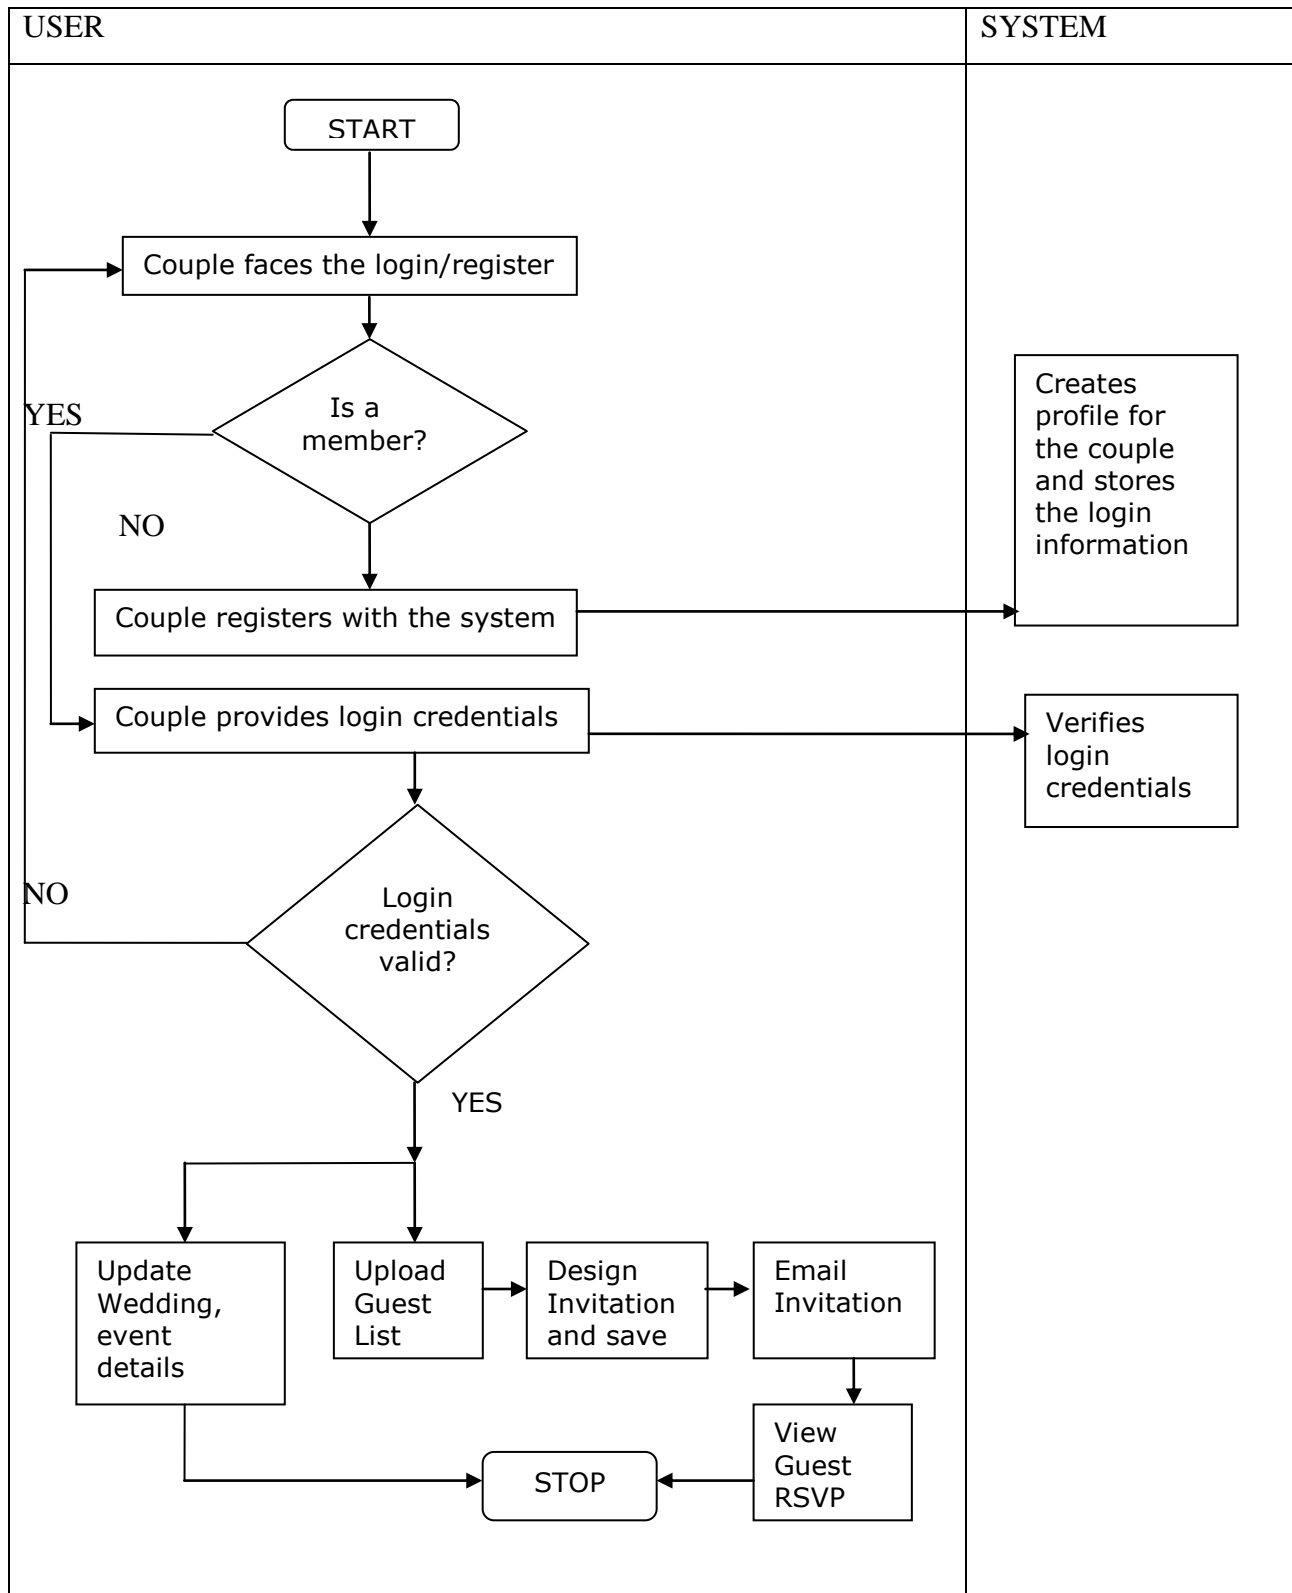 USER
SYSTEM
START
Couple faces the login/register
Is a
member?
YES
NO
Creates
profile for
the couple
and stores
the login
information
Couple registers with the system
Couple provides login credentials
Verifies
login
credentials
Login
credentials
valid?
NO
YES
Update
Wedding,
event
details
Upload
Guest
List
Design
Invitation
and save
Email
Invitation
View
Guest
RSVP
STOP